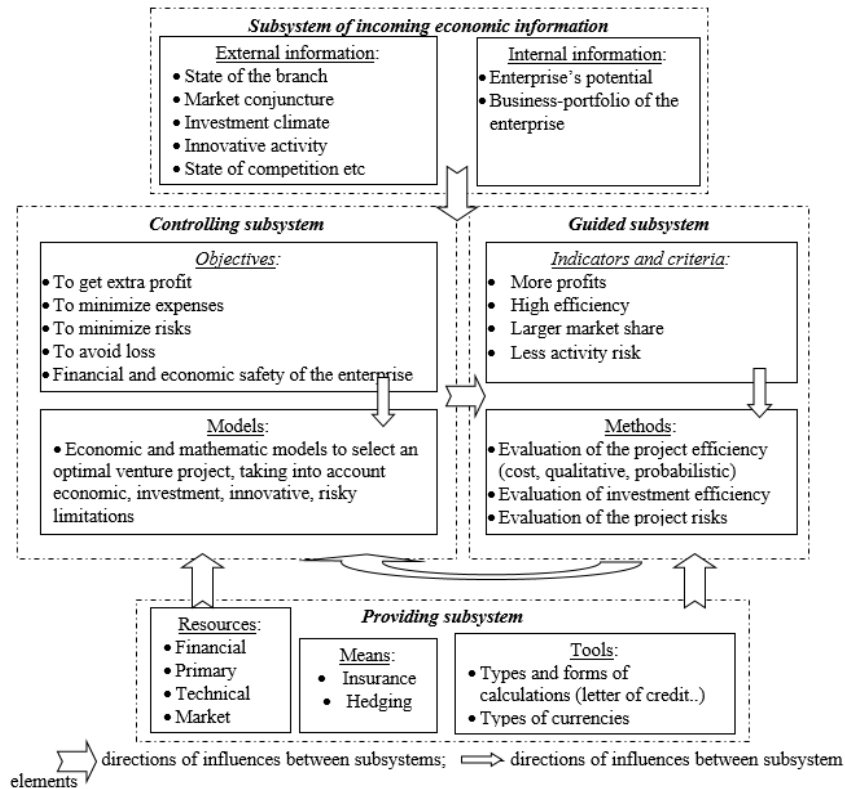 Subsystem of incoming economic information
External information:
• State of the branch
• Market conjuncture
• Investment climate
• Innovative activity
• State of competition etc
Internal information:
• Enterprise's potential
• Business-portfolio of the
enterprise
Controlling subsystem
Objectives:
• To get extra profit
• To minimize expenses
• To minimize risks
• To avoid loss
• Financial and economic safety of the enterprise
Models:
• Economic and mathematic models to select an
optimal venture project, taking into account
economic, investment, innovative, risky
limitations
Guided subsystem
Indicators and criteria:
• More profits
• High efficiency
• Larger market share
• Less activity risk
Methods:
• Evaluation of the project efficiency
(cost, qualitative, probabilistic)
• Evaluation of investment efficiency
• Evaluation of the project risks
Providing subsystem
Resources:
• Financial
• Primary
• Technical
• Market
Means:
• Insurance
• Hedging
Tools:
• Types and forms of
calculations (letter of credit..)
• Types of currencies
directions of influences between subsystems; directions of influences between subsystem
elements